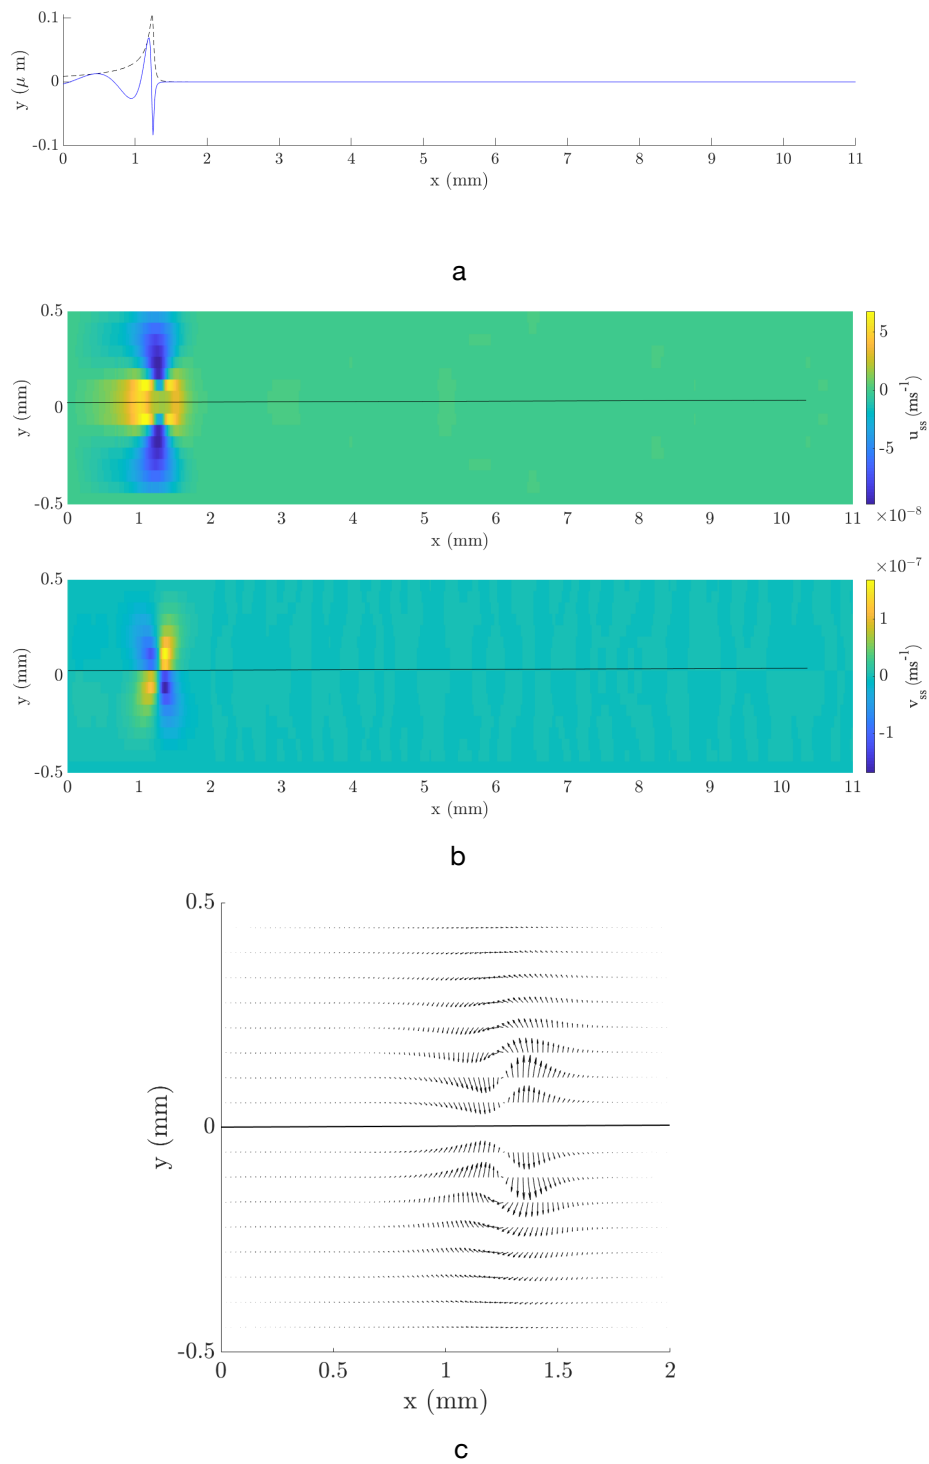 0.1
0
-0.1
y (μ m)
0 1 2 3 4 5 6 7 8 9 10 11
x (mm)
a
0.5
0
-0.5
y (mm)
0 1 2 3 4 5 6 7 8 9 10 11
x (mm)
5
0
-5
×10⁻⁸
u_ss (ms⁻¹)
×10⁻⁷
0.5
0
-0.5
y (mm)
0 1 2 3 4 5 6 7 8 9 10 11
x (mm)
1
0
-1
v_ss (ms⁻¹)
b
0.5
0
-0.5
y (mm)
0 0.5 1 1.5 2
x (mm)
c